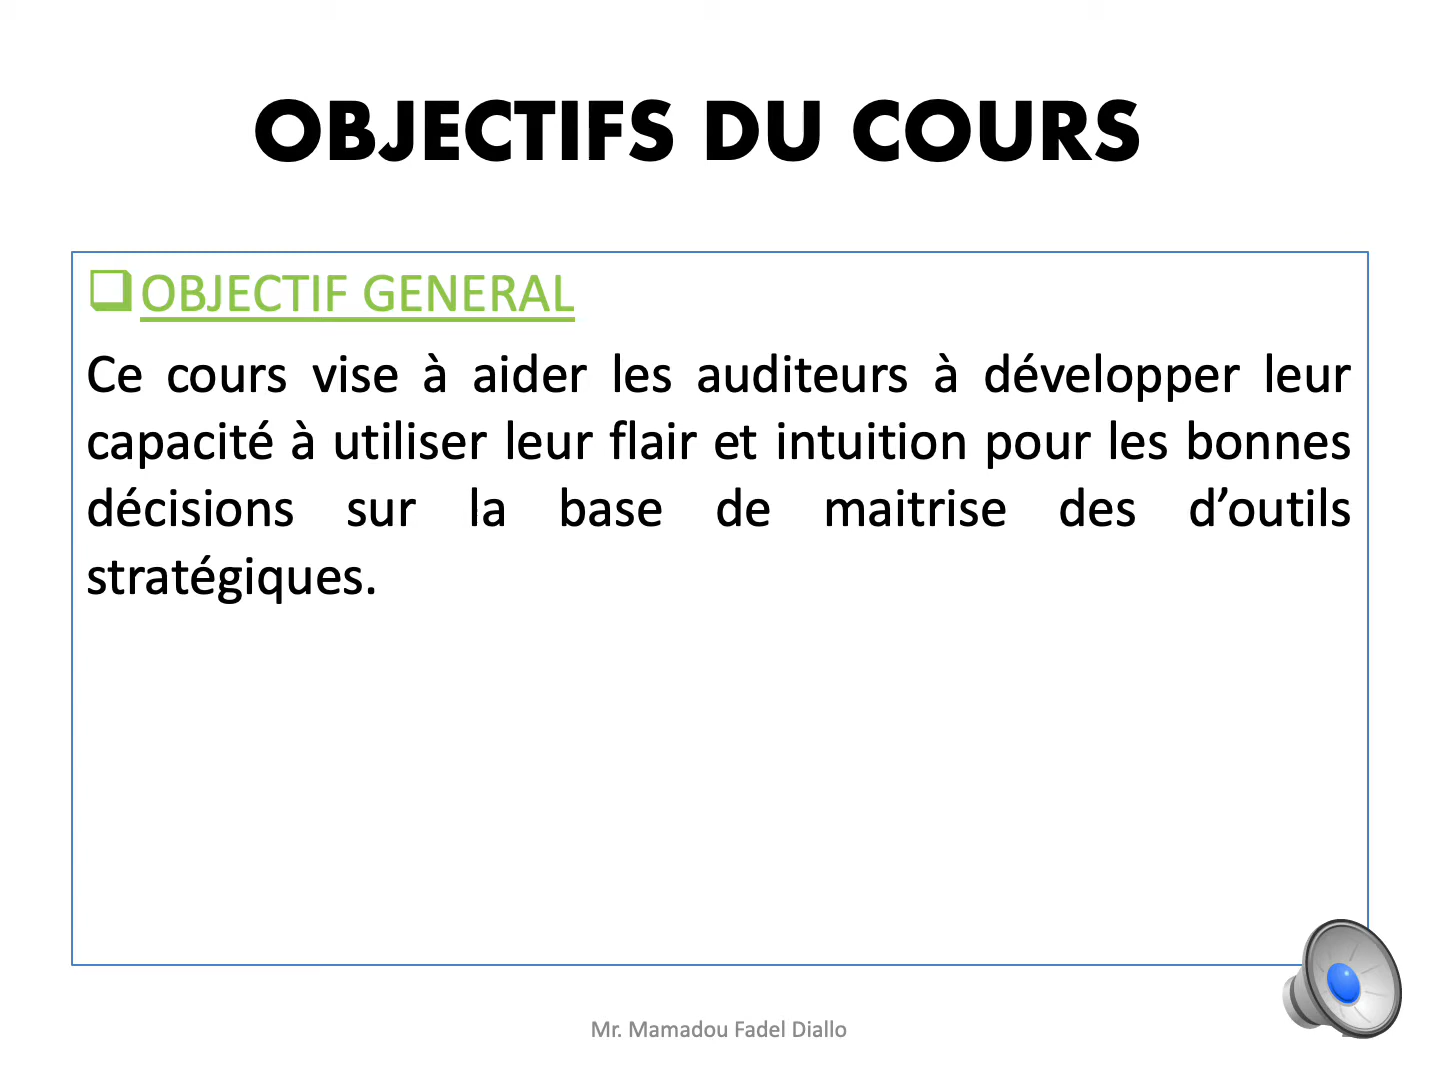 OBJECTIFS DU COURS
OBJECTIF GENERAL
Ce cours vise à aider les auditeurs à développer leur
capacité à utiliser leur flair et intuition pour les bonnes
décisions sur la base de maitrise des d’outils
stratégiques.
Mr. Mamadou Fadel Diallo